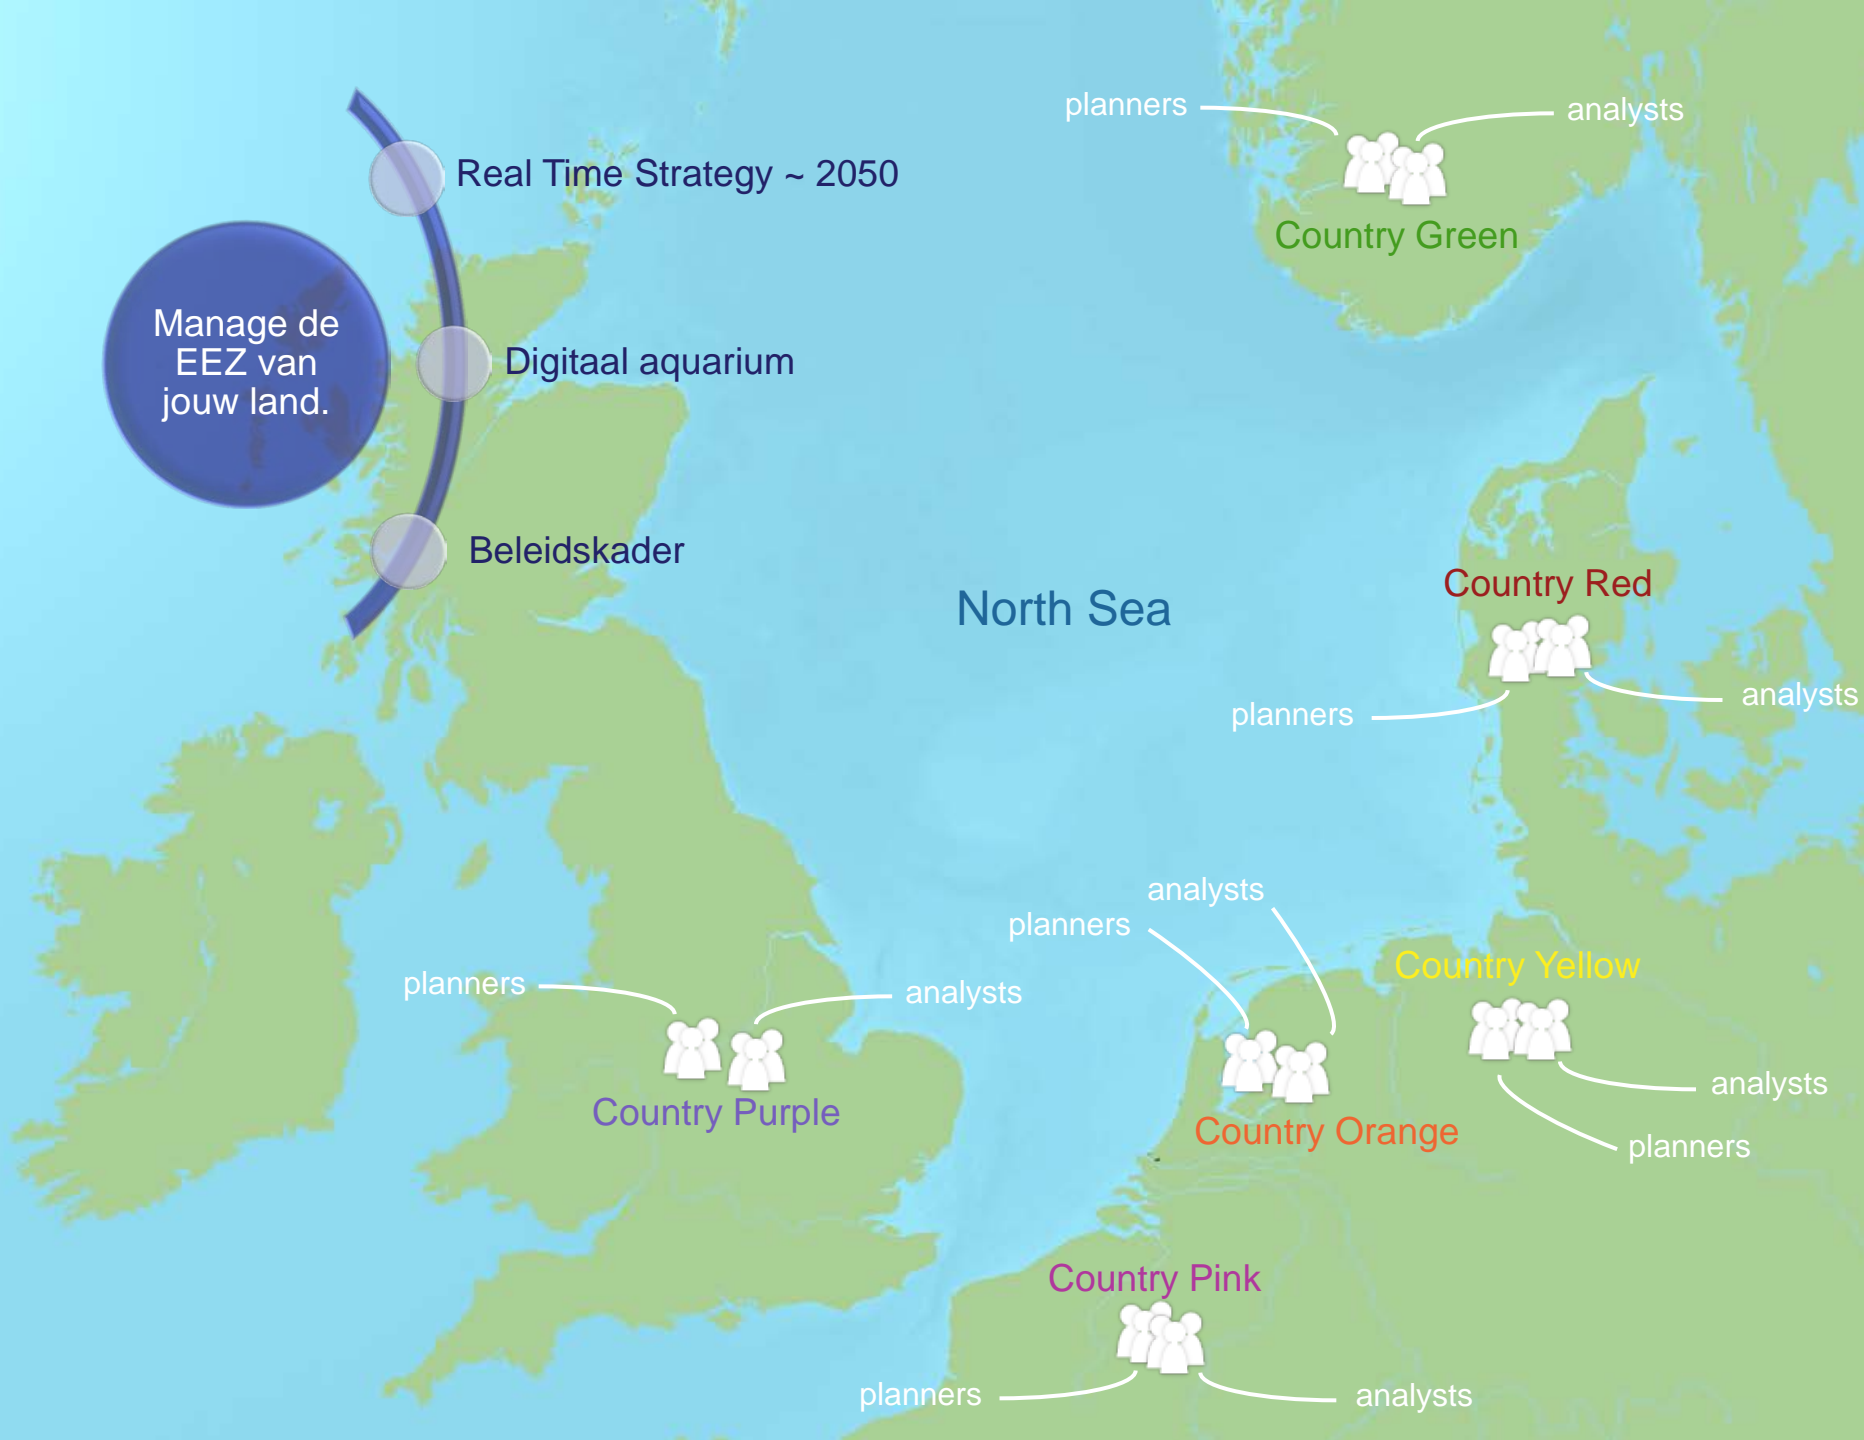 planners
analysts
Real Time Strategy ~ 2050
Country Green
Manage de
EEZ van
jouw land.
Digitaal aquarium
Beleidskader
North Sea
Country Red
planners
analysts
analysts
planners
Country Yellow
planners
analysts
analysts
planners
Country Purple
Country Orange
Country Pink
planners
analysts